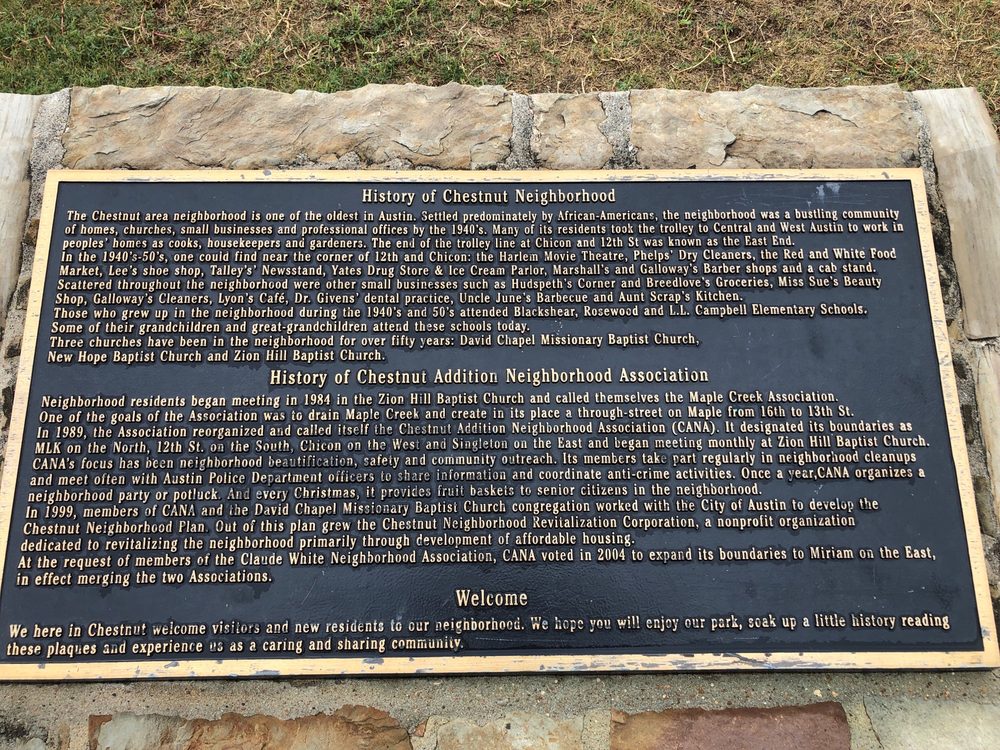 History of Chestnut Neighborhood
The Chestnut area neighborhood is one of the oldest in Austin. Settled predominately by African-Americans, the neighborhood was a bustling community
of homes, churches, small businesses and professional offices by the 1940's. Many of its residents took the trolley to Central and West Austin to work in
peoples' homes as cooks, housekeepers and gardeners. The end of the trolley line at Chicon and 12th St was known as the East End.
In the 1940's-50's, one could find near the corner of 12th and Chicon: the Harlem Movie Theatre, Phelps' Dry Cleaners, the Red and White Food
Market, Lee's shoe shop, Talley's' Newsstand, Yates Drug Store & Ice Cream Parlor, Marshall's and Galloway's Barber shops and a cab stand.
Scattered throughout the neighborhood were other small businesses such as Hudspeth's Corner and Breedlove's Groceries, Miss Sue's Beauty
Shop, Galloway's Cleaners, Lyon's Café, Dr. Givens' dental practice, Uncle June's Barbecue and Aunt Scrap's Kitchen.
Those who grew up in the neighborhood during the 1940's and 50's attended Blackshear, Rosewood and L.L. Campbell Elementary Schools.
Some of their grandchildren and great-grandchildren attend these schools today.
Three churches have been in the neighborhood for over fifty years: David Chapel Missionary Baptist Church,
New Hope Baptist Church and Zion Hill Baptist Church.
History of Chestnut Addition Neighborhood Association
Neighborhood residents began meeting in 1984 in the Zion Hill Baptist Church and called themselves the Maple Creek Association.
One of the goals of the Association was to drain Maple Creek and create in its place a through-street on Maple from 16th to 13th St.
In 1989, the Association reorganized and called itself the Chestnut Addition Neighborhood Association (CANA). It designated its boundaries as
MLK on the North, 12th St. on the South, Chicon on the West and Singleton on the East and began meeting monthly at Zion Hill Baptist Church.
CANA's focus has been neighborhood beautification, safety and community outreach. Its members take part regularly in neighborhood cleanups
and meet often with Austin Police Department officers to share information and coordinate anti-crime activities. Once a year,CANA organizes a
neighborhood party or potluck. And every Christmas, it provides fruit baskets to senior citizens in the neighborhood.
In 1999, members of CANA and the David Chapel Missionary Baptist Church congregation worked with the City of Austin to develop the
Chestnut Neighborhood Plan. Out of this plan grew the Chestnut Neighborhood Reviialization Corporation, a nonprofit organization
dedicated to revitalizing the neighborhood primarily through development of affordable housing.
At the request of members of the Claude White Neighborhood Association, CANA voted in 2004 to expand its boundaries to Miriam on the East,
in effect merging the two Associations.
Welcome
We here in Chestnut welcome visitors and new residents to our neighborhood. We hope you will enjoy our park, soak up a little history reading
these plaques and experience us as a caring and sharing community.